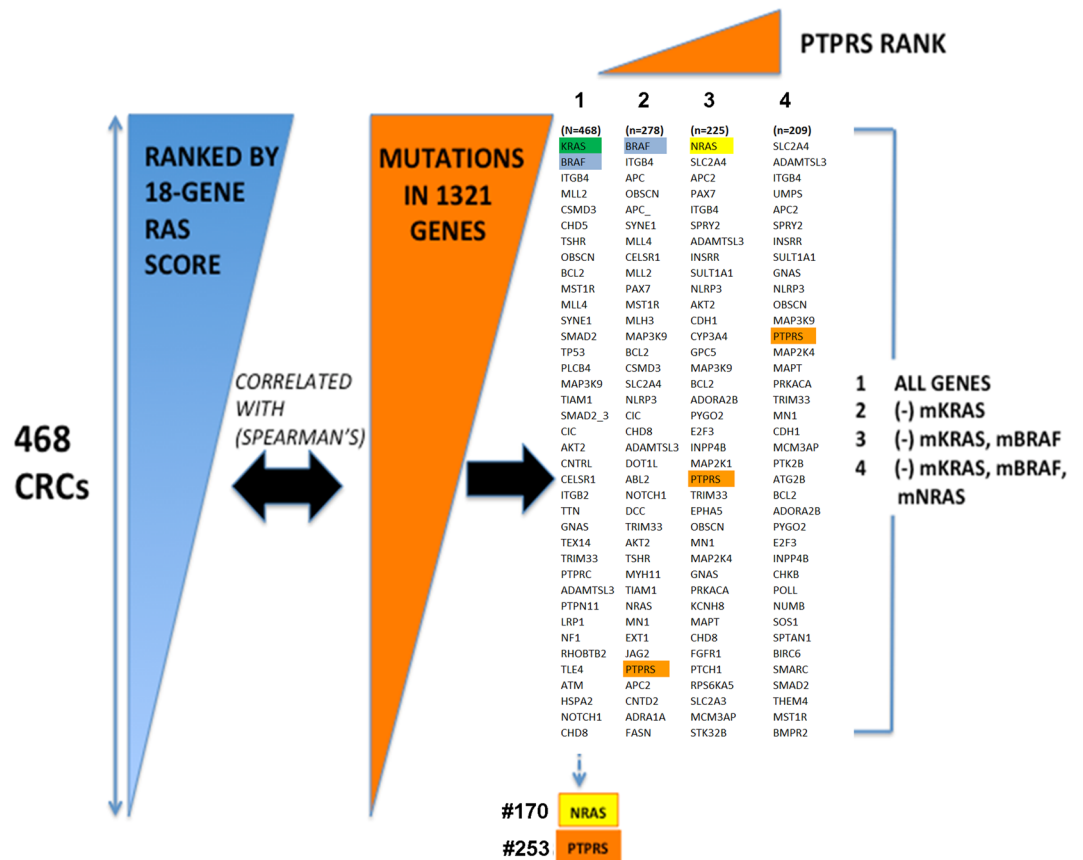 PTPRS RANK
1 2 3 4
(N=468) (n=278) (n=225) (n=209)
KRAS BRAF NRAS SLC2A4
BRAF ITGB4 SLC2A4 ADAMTSL3
ITGB4 APC APC2 ITGB4
MLL2 OBSCN PAX7 UMPS
CSMD3 APC_ ITGB4 APC2
CHD5 SYNE1 SPRY2 SPRY2
TSHR MLL4 ADAMTSL3 INSRR
OBSCN CELSR1 INSRR SULT1A1
BCL2 MLL2 SULT1A1 GNAS
MST1R PAX7 NLRP3 NLRP3
MLL4 MST1R AKT2 OBSCN
SYNE1 MLH3 CDH1 MAP3K9
SMAD2 MAP3K9 CYP3A4 PTPRS
TP53 BCL2 GPC5 MAP2K4
PLCB4 CSMD3 MAP3K9 MAPT
MAP3K9 SLC2A4 BCL2 PRKACA
TIAM1 NLRP3 ADORA2B TRIM33
SMAD2_3 CIC PYGO2 MN1
CIC CHD8 E2F3 CDH1
AKT2 ADAMTSL3 INPP4B MCM3AP
CNTRL DOT1L MAP2K1 PTK2B
CELSR1 ABL2 PTPRS ATG2B
ITGB2 NOTCH1 TRIM33 BCL2
TTN DCC EPHA5 ADORA2B
GNAS TRIM33 OBSCN PYGO2
TEX14 AKT2 MN1 E2F3
TRIM33 TSHR MAP2K4 INPP4B
PTPRC MYH11 GNAS CHKB
ADAMTSL3 TIAM1 PRKACA POLL
PTPN11 NRAS KCNH8 NUMB
LRP1 MN1 MAPT SOS1
NF1 EXT1 CHD8 SPTAN1
RHOBTB2 JAG2 FGFR1 BIRC6
TLE4 PTPRS PTCH1 SMARC
ATM APC2 RPS6KA5 SMAD2
HSPA2 CNTD2 SLC2A3 THEM4
NOTCH1 ADRA1A MCM3AP MST1R
CHD8 FASN STK32B BMPR2
RANKED BY
18-GENE
RAS
SCORE
MUTATIONS
IN 1321
GENES
CORRELATED
WITH
(SPEARMAN'S)
468
CRCs
1 ALL GENES
2 (-) mKRAS
3 (-) mKRAS, mBRAF
4 (-) mKRAS, mBRAF,
mNRAS
#170 NRAS
#253 PTPRS